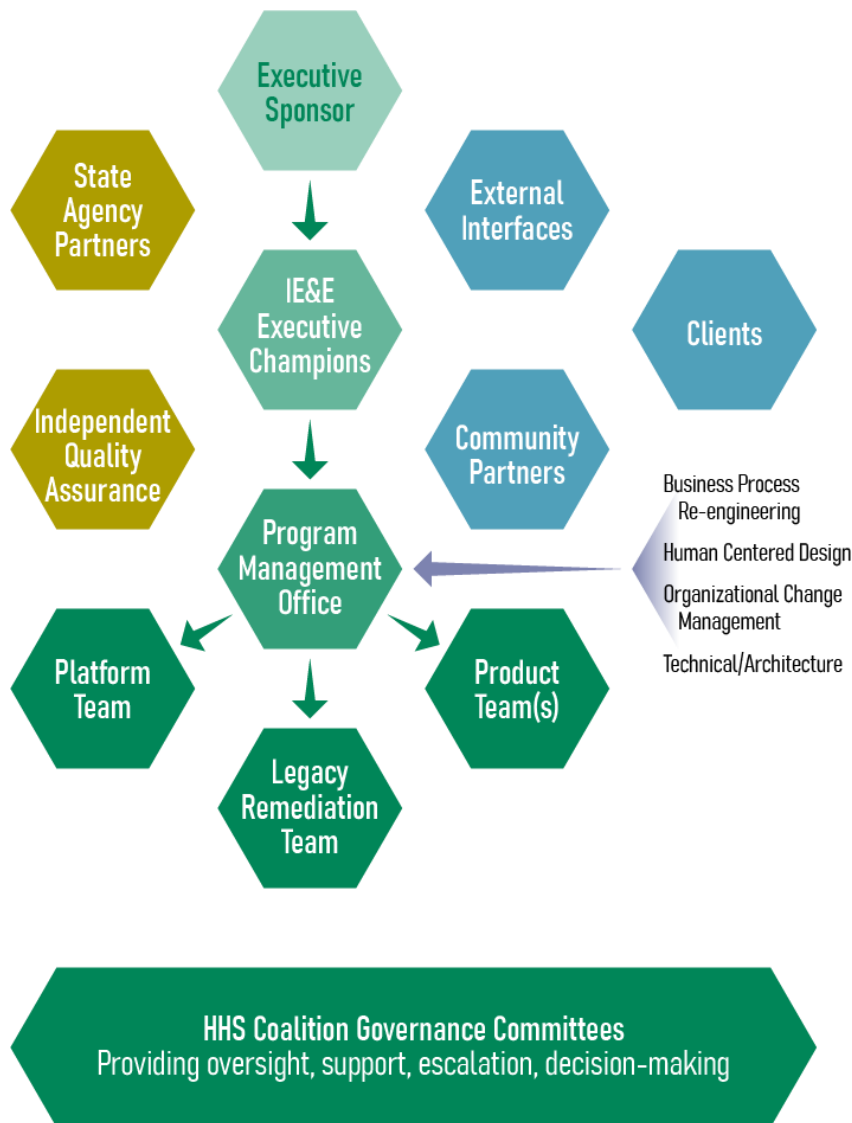 Executive
Sponsor
State
Agency
Partners
External
Interfaces
IE&E
Executive
Champions
Clients
Independent
Quality
Assurance
Community
Partners
Business Process
Re-engineering
Human Centered Design
Organizational Change
Management
Technical/Architecture
Program
Management
Office
Platform
Team
Product
Team(s)
Legacy
Remediation
Team
HHS Coalition Governance Committees
Providing oversight, support, escalation, decision-making